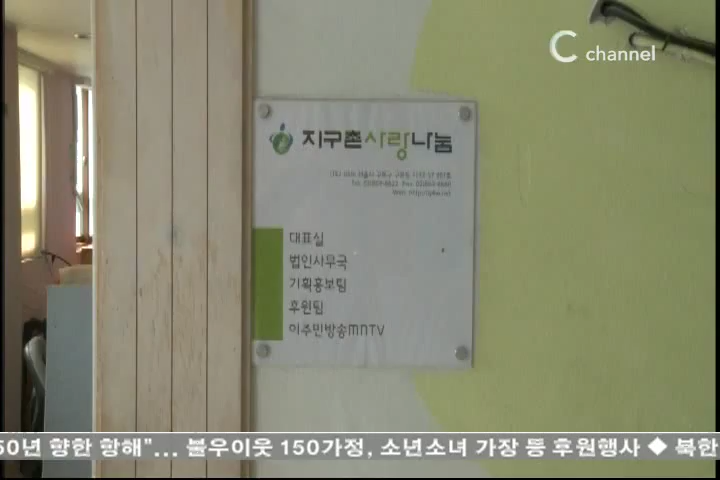 C channel
지구촌사랑나눔
대표실
법인사무국
기획홍보팀
후원팀
이주민방송MNTV
50년 향한 항해"... 불우이웃 150가정, 소년소녀 가장 등 후원행사 ◆ 북한